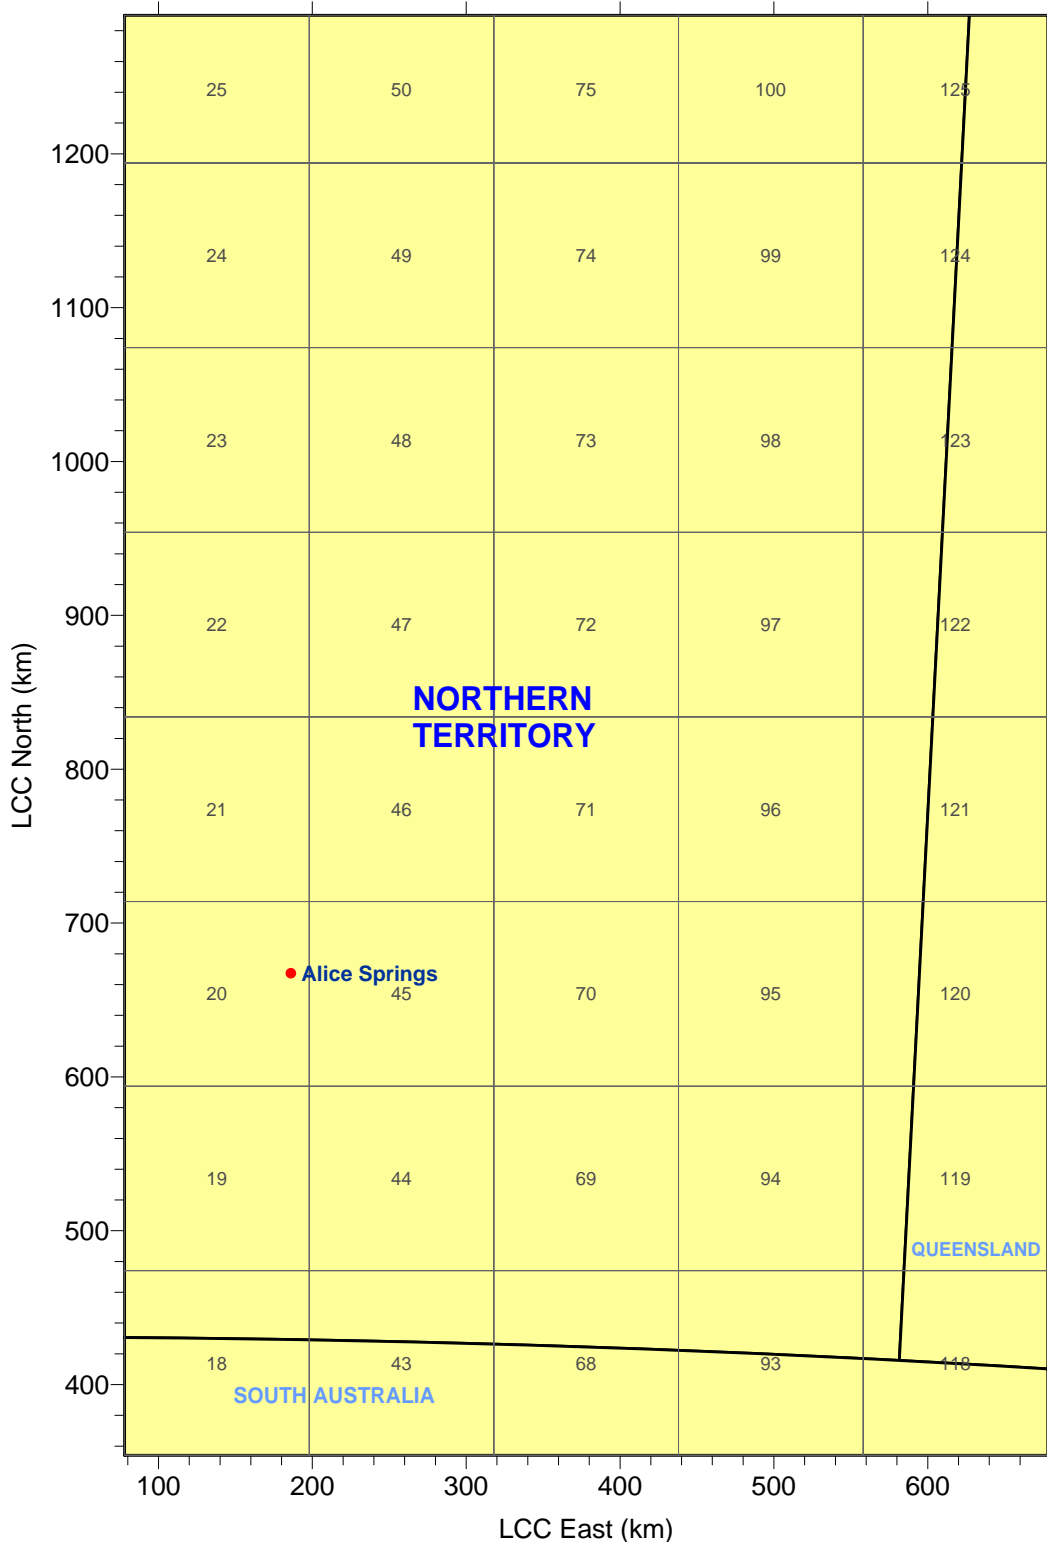 25 50 75 100 125
1200
24 49 74 99 124
1100
23 48 73 98 123
1000
22 47 72 97 122
900
NORTHERN
TERRITORY
LCC North (km)
800
21 46 71 96 121
700
Alice Springs
20 45 70 95 120
600
19 44 69 94 119
500
QUEENSLAND
18 43 68 93 118
400
SOUTH AUSTRALIA
100 200 300 400 500 600
LCC East (km)